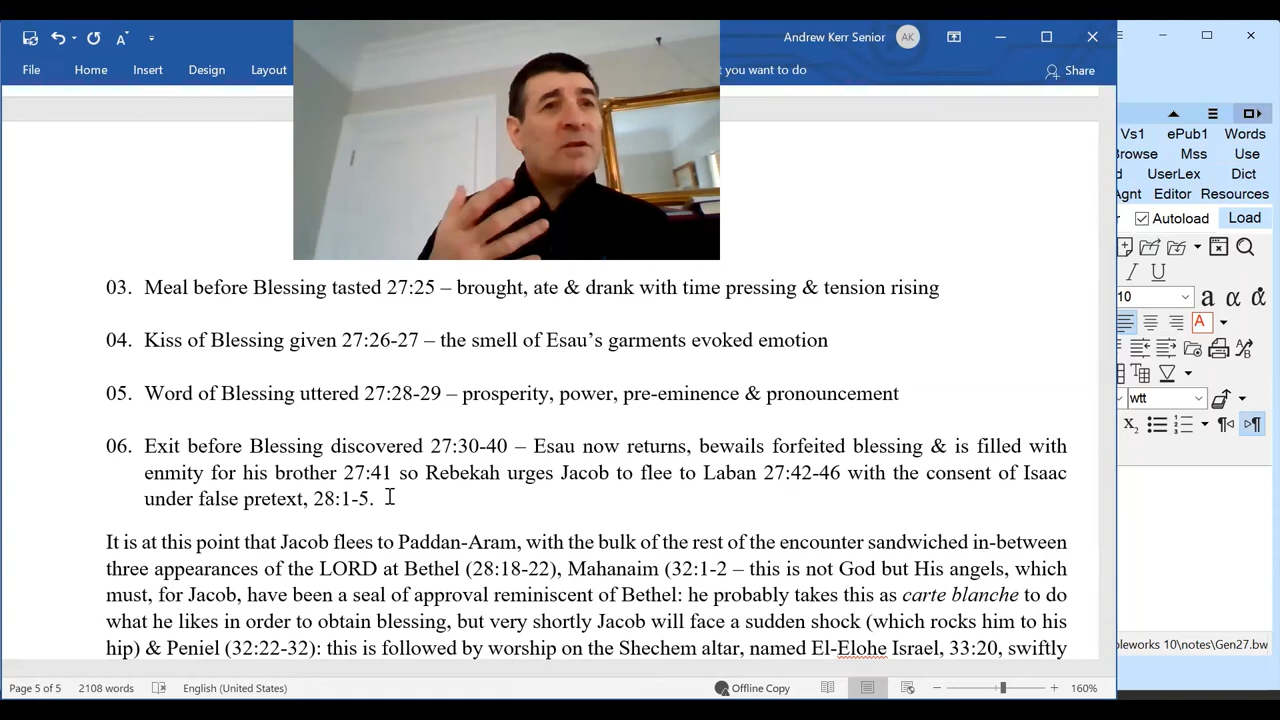 Andrew Kerr Senior AK
File Home Insert Design Layout t you want to do Share
03. Meal before Blessing tasted 27:25 – brought, ate & drank with time pressing & tension rising
04. Kiss of Blessing given 27:26-27 – the smell of Esau’s garments evoked emotion
05. Word of Blessing uttered 27:28-29 – prosperity, power, pre-eminence & pronouncement
06. Exit before Blessing discovered 27:30-40 – Esau now returns, bewails forfeited blessing & is filled with
enmity for his brother 27:41 so Rebekah urges Jacob to flee to Laban 27:42-46 with the consent of Isaac
under false pretext, 28:1-5.
It is at this point that Jacob flees to Paddan-Aram, with the bulk of the rest of the encounter sandwiched in-between
three appearances of the LORD at Bethel (28:18-22), Mahanaim (32:1-2 – this is not God but His angels, which
must, for Jacob, have been a seal of approval reminiscent of Bethel: he probably takes this as carte blanche to do
what he likes in order to obtain blessing, but very shortly Jacob will face a sudden shock (which rocks him to his
hip) & Peniel (32:22-32): this is followed by worship on the Shechem altar, named El-Elohe Israel, 33:20, swiftly
Page 5 of 5 2108 words English (United States) Offline Copy 160%
Vs1 ePub1 Words
Browse Mss Use
d UserLex Dict
Agnt Editor Resources
Autoload Load
10 a α ά
A
wtt
X₂
bleworks 10\notes\Gen27.bw